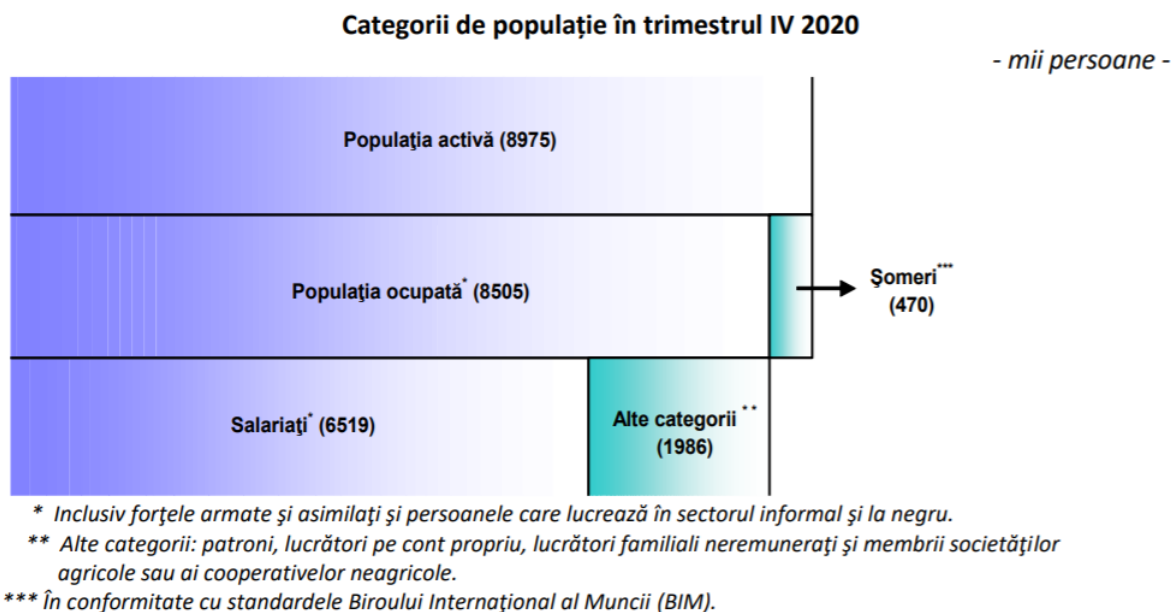 Categorii de populație în trimestrul IV 2020
- mii persoane -
Populaţia activă (8975)
Populaţia ocupată* (8505)
Şomeri***
(470)
Salariaţi* (6519)
Alte categorii **
(1986)
* Inclusiv forţele armate şi asimilaţi şi persoanele care lucrează în sectorul informal şi la negru.
** Alte categorii: patroni, lucrători pe cont propriu, lucrători familiali neremuneraţi şi membrii societăţilor
agricole sau ai cooperativelor neagricole.
*** În conformitate cu standardele Biroului Internaţional al Muncii (BIM).